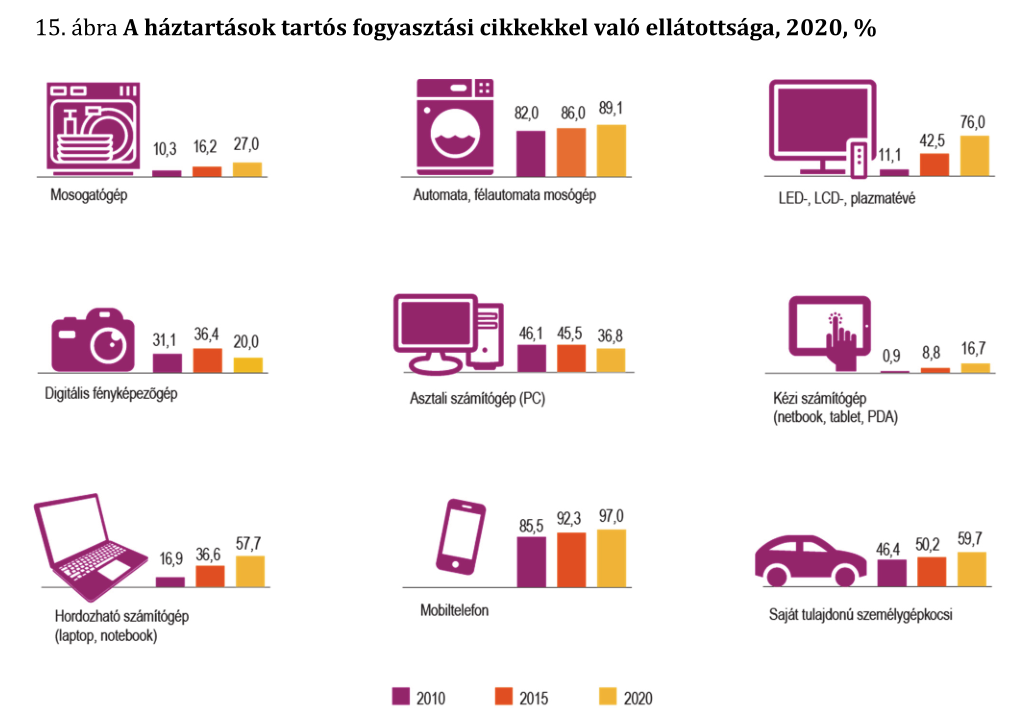 15. ábra A háztartások tartós fogyasztási cikkekkel való ellátottsága, 2020, %
10,3 16,2 27,0
Mosogatógép
82,0 86,0 89,1
Automata, félautomata mosógép
11,1 42,5 76,0
LED-, LCD-, plazmatévé
31,1 36,4 20,0
Digitális fényképezőgép
46,1 45,5 36,8
Asztali számítógép (PC)
0,9 8,8 16,7
Kézi számítógép
(netbook, tablet, PDA)
16,9 36,6 57,7
Hordozható számítógép
(laptop, notebook)
85,5 92,3 97,0
Mobiltelefon
46,4 50,2 59,7
Saját tulajdonú személygépkocsi
2010 2015 2020